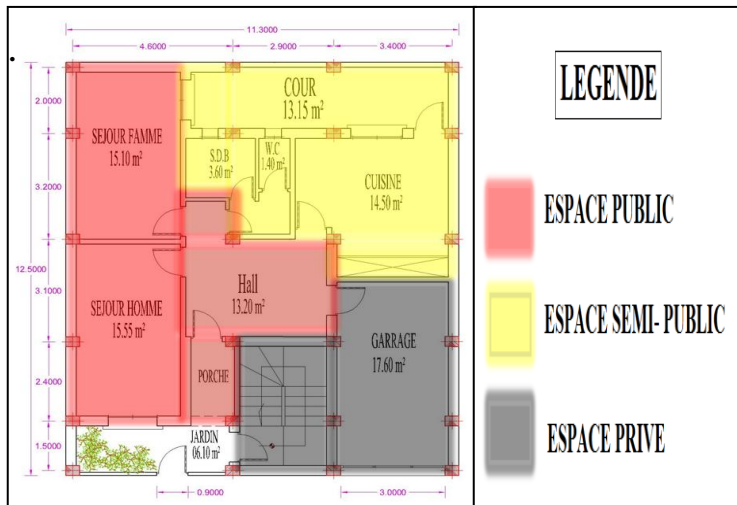 11.3000
4.6000
2.9000
3.4000
12.5000
2.0000
3.2000
3.1000
2.4000
1.5000
COUR
13.15 m²
SEJOUR FAMME
15.10 m²
S.D.B
3.60 m²
W.C
1.40 m²
CUISINE
14.50 m²
Hall
13.20 m²
SEJOUR HOMME
15.55 m²
GARRAGE
17.60 m²
PORCHE
JARDIN
06.10 m²
0.9000
3.0000
LEGENDE
ESPACE PUBLIC
ESPACE SEMI- PUBLIC
ESPACE PRIVE